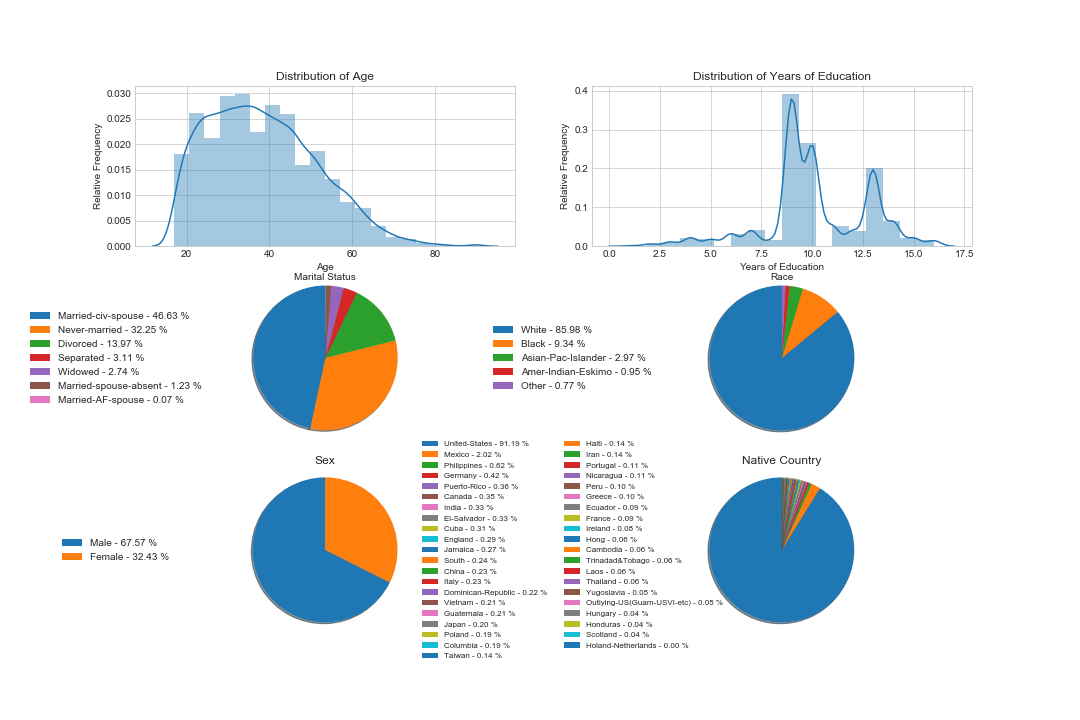 Distribution of Age
Relative Frequency
0.030
0.025
0.020
0.015
0.010
0.005
0.000
20 40 60 80
Age
Distribution of Years of Education
Relative Frequency
0.4
0.3
0.2
0.1
0.0
0.0 2.5 5.0 7.5 10.0 12.5 15.0 17.5
Years of Education
Marital Status
Married-civ-spouse - 46.63 %
Never-married - 32.25 %
Divorced - 13.97 %
Separated - 3.11 %
Widowed - 2.74 %
Married-spouse-absent - 1.23 %
Married-AF-spouse - 0.07 %
Race
White - 85.98 %
Black - 9.34 %
Asian-Pac-Islander - 2.97 %
Amer-Indian-Eskimo - 0.95 %
Other - 0.77 %
Sex
Male - 67.57 %
Female - 32.43 %
Native Country
United-States - 91.19 %
Mexico - 2.02 %
Philippines - 0.62 %
Germany - 0.42 %
Puerto-Rico - 0.36 %
Canada - 0.35 %
India - 0.33 %
El-Salvador - 0.33 %
Cuba - 0.31 %
England - 0.29 %
Jamaica - 0.27 %
South - 0.24 %
China - 0.23 %
Italy - 0.23 %
Dominican-Republic - 0.22 %
Vietnam - 0.21 %
Guatemala - 0.21 %
Japan - 0.20 %
Poland - 0.19 %
Columbia - 0.19 %
Taiwan - 0.14 %
Haiti - 0.14 %
Iran - 0.14 %
Portugal - 0.11 %
Nicaragua - 0.11 %
Peru - 0.10 %
Greece - 0.10 %
Ecuador - 0.09 %
France - 0.09 %
Ireland - 0.08 %
Hong - 0.06 %
Cambodia - 0.06 %
Trinadad&Tobago - 0.06 %
Laos - 0.06 %
Thailand - 0.06 %
Yugoslavia - 0.05 %
Outlying-US(Guam-USVI-etc) - 0.05 %
Hungary - 0.04 %
Honduras - 0.04 %
Scotland - 0.04 %
Holand-Netherlands - 0.00 %